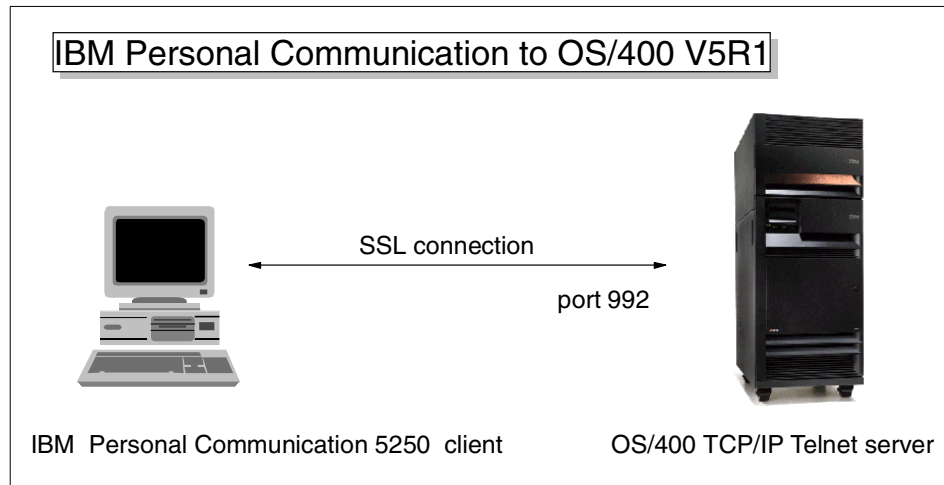 IBM Personal Communication to OS/400 V5R1
SSL connection
port 992
IBM Personal Communication 5250 client
OS/400 TCP/IP Telnet server